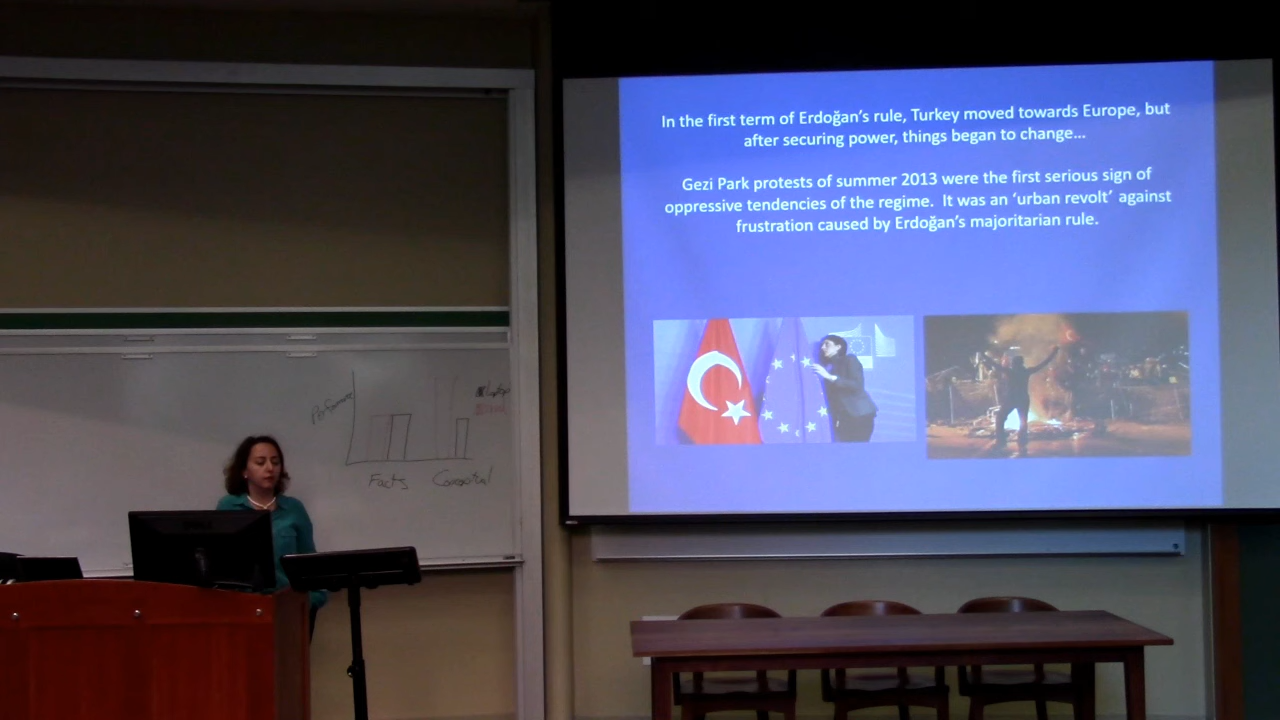 In the first term of Erdoğan's rule, Turkey moved towards Europe, but
after securing power, things began to change...
Gezi Park protests of summer 2013 were the first serious sign of
oppressive tendencies of the regime. It was an 'urban revolt' against
frustration caused by Erdoğan's majoritarian rule.
Performance
Facts Conceptual